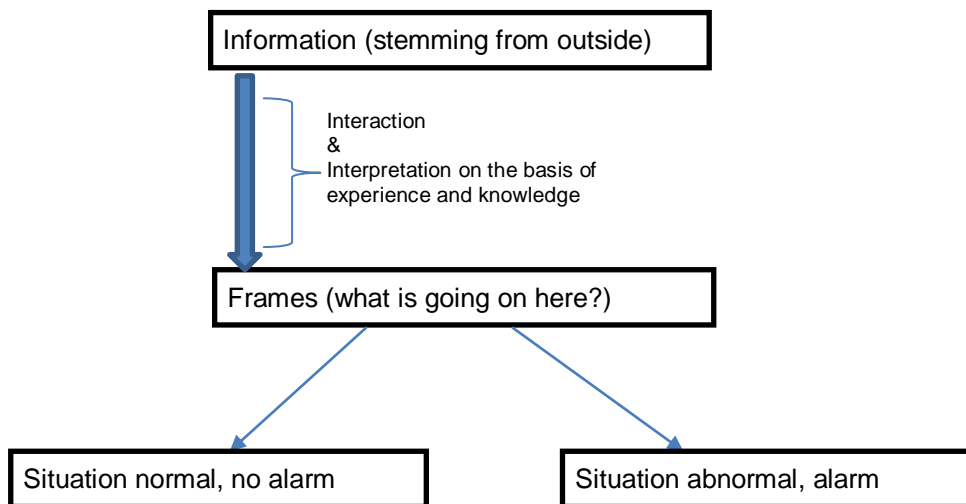 Information (stemming from outside)
Interaction
&
Interpretation on the basis of
experience and knowledge
Frames (what is going on here?)
Situation normal, no alarm
Situation abnormal, alarm